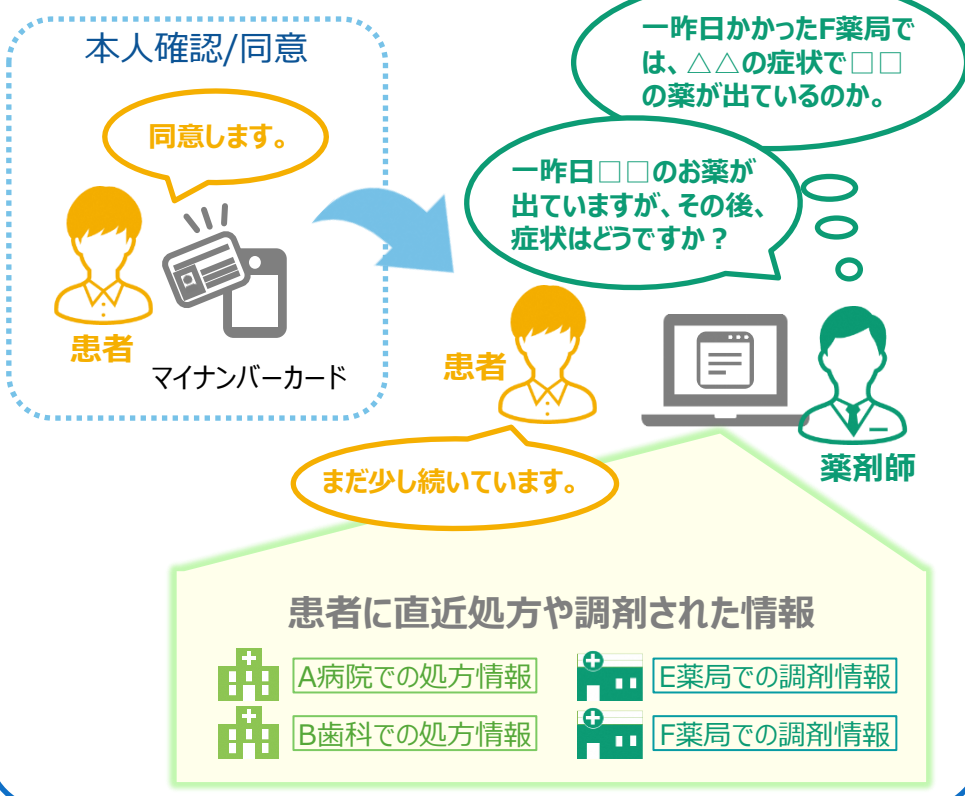 本人確認/同意
同意します。
患者
マイナンバーカード
一昨日かかったF薬局で
は、△△の症状で□□
の薬が出ているのか。
一昨日□□のお薬が
出ていますが、その後、
症状はどうですか？
患者
薬剤師
まだ少し続いています。
患者に直近処方や調剤された情報
A病院での処方情報
E薬局での調剤情報
B歯科での処方情報
F薬局での調剤情報